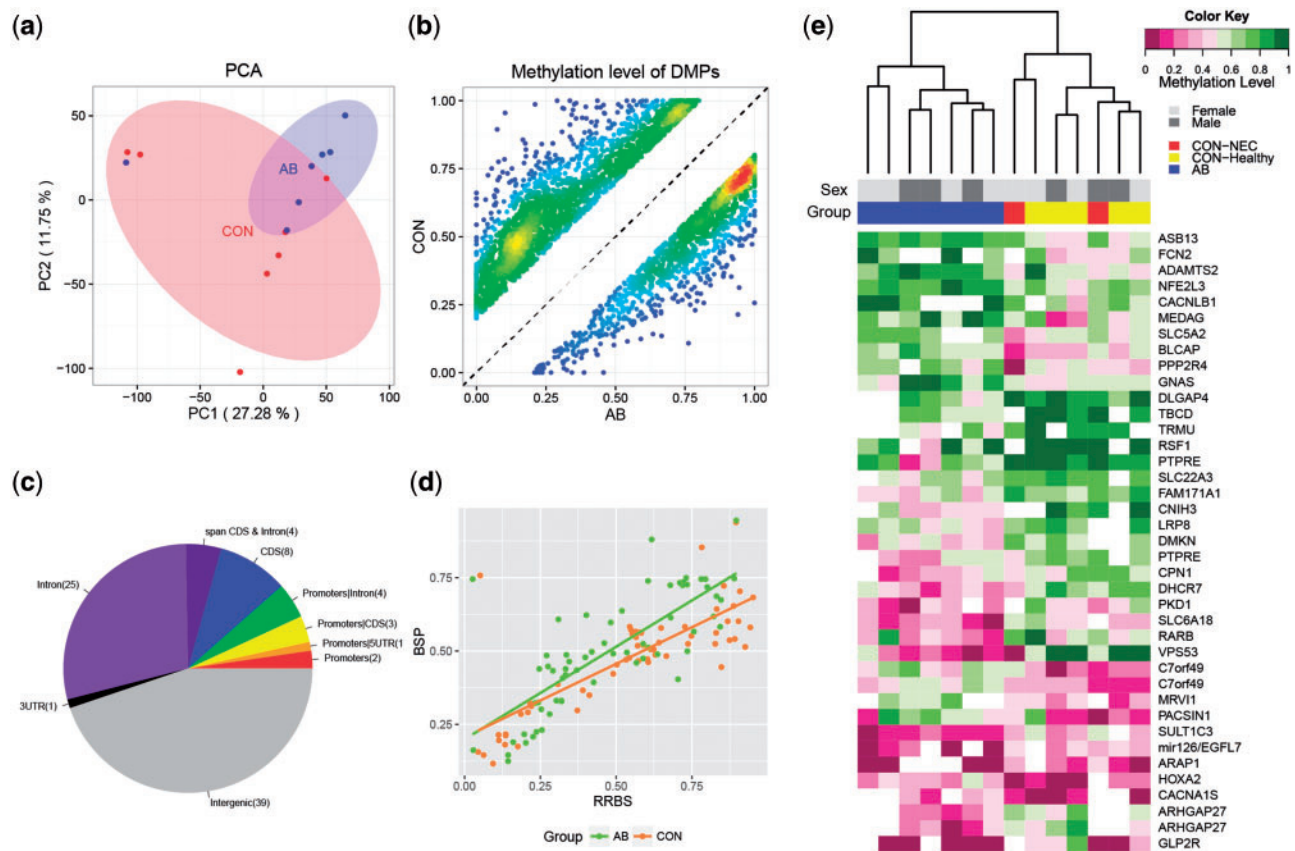 (a)
PCA
50
0
−50
−100
PC2 ( 11.75 % )
AB
CON
−100
−50
0
50
100
PC1 ( 27.28 % )
(b)
Methylation level of DMPs
1.00
0.75
0.50
0.25
0.00
CON
0.00
0.25
0.50
0.75
1.00
AB
(c)
span CDS & Intron(4)
CDS(8)
Intron(25)
Promoters|Intron(4)
Promoters|CDS(3)
Promoters|5UTR(1
Promoters(2)
3UTR(1)
Intergenic(39)
(d)
0.75
0.50
0.25
BSP
0.00
0.25
0.50
0.75
RRBS
Group
AB
CON
(e)
Color Key
0 0.2 0.4 0.6 0.8 1
Methylation Level
Female
Male
CON-NEC
CON-Healthy
AB
Sex
Group
ASB13
FCN2
ADAMTS2
NFE2L3
CACNLB1
MEDAG
SLC5A2
BLCAP
PPP2R4
GNAS
DLGAP4
TBCD
TRMU
RSF1
PTPRE
SLC22A3
FAM171A1
CNIH3
LRP8
DMKN
PTPRE
CPN1
DHCR7
PKD1
SLC6A18
RARB
VPS53
C7orf49
C7orf49
MRVI1
PACSIN1
SULT1C3
mir126/EGFL7
ARAP1
HOXA2
CACNA1S
ARHGAP27
ARHGAP27
GLP2R